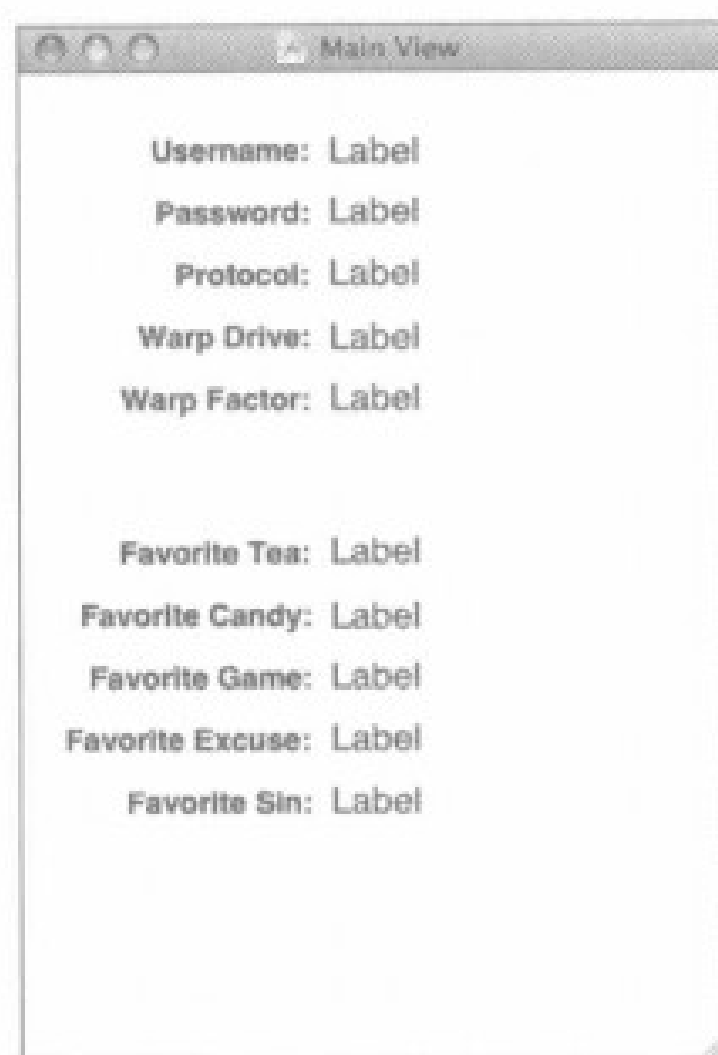 Main View
Username: Label
Password: Label
Protocol: Label
Warp Drive: Label
Warp Factor: Label
Favorite Tea: Label
Favorite Candy: Label
Favorite Game: Label
Favorite Excuse: Label
Favorite Sin: Label